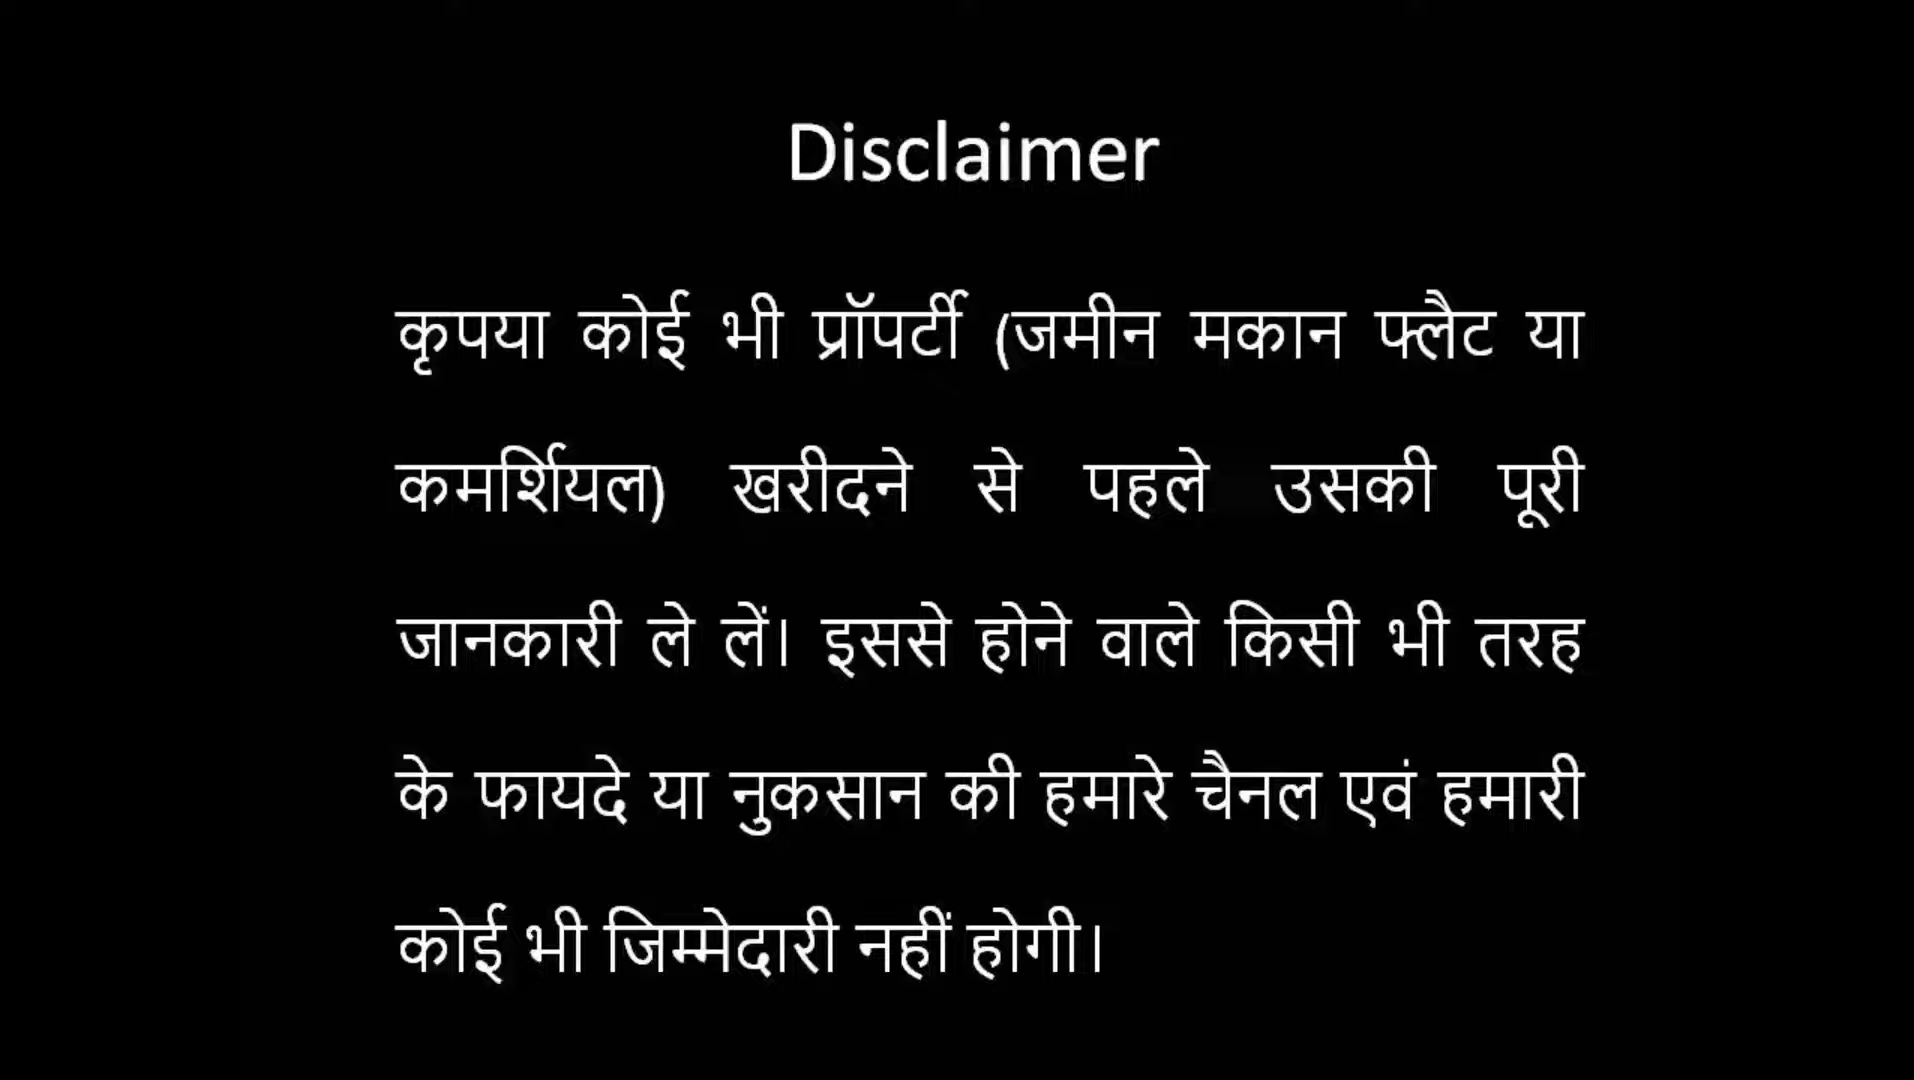 Disclaimer
कृपया कोई भी प्रॉपर्टी (जमीन मकान फ्लैट या
कमर्शियल) खरीदने से पहले उसकी पूरी
जानकारी ले लें। इससे होने वाले किसी भी तरह
के फायदे या नुकसान की हमारे चैनल एवं हमारी
कोई भी जिम्मेदारी नहीं होगी।